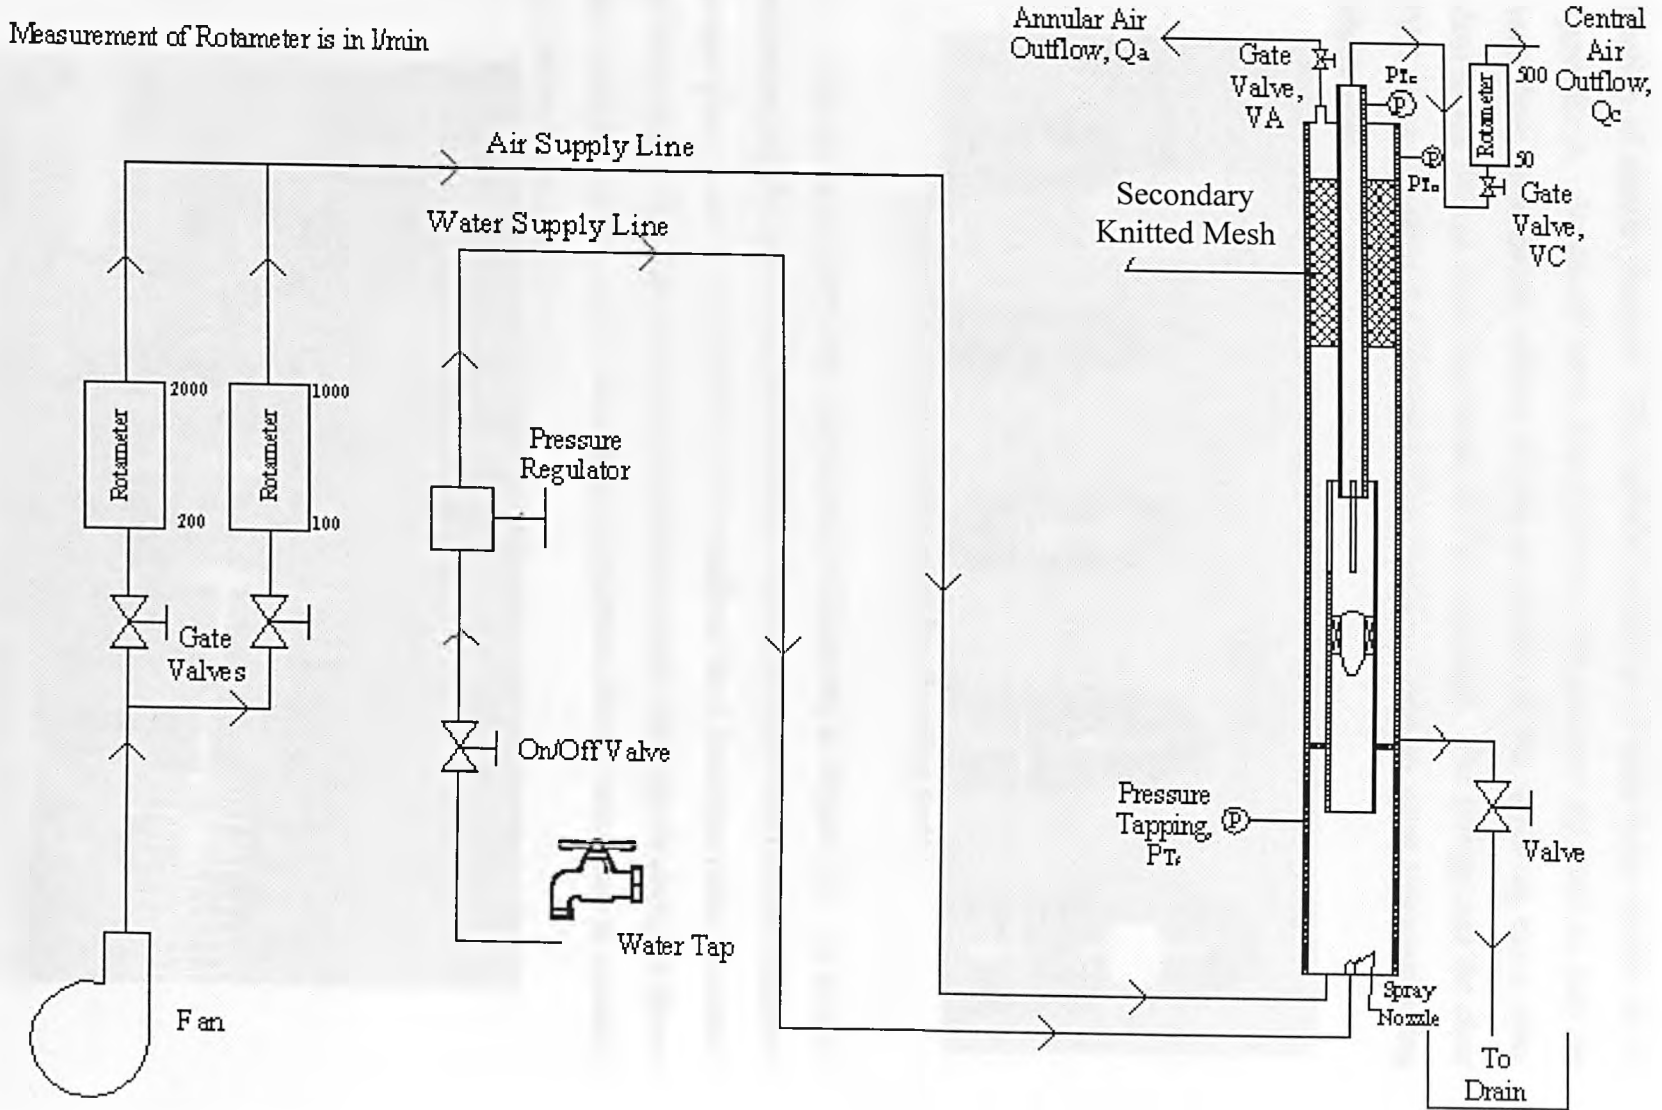 Measurement of Rotameter is in l/min
Annular Air
Outflow, Qa
Gate
Valve,
VA
PTc
P
Rotameter
500
50
Central
Air
Outflow,
Qc
P
PTa
Gate
Valve,
VC
Air Supply Line
Water Supply Line
Secondary
Knitted Mesh
Rotameter
2000
200
Rotameter
1000
100
Pressure
Regulator
Gate
Valves
On/Off Valve
Water Tap
Fan
Pressure
Tapping,
P
Valve
Spray
Nozzle
To
Drain